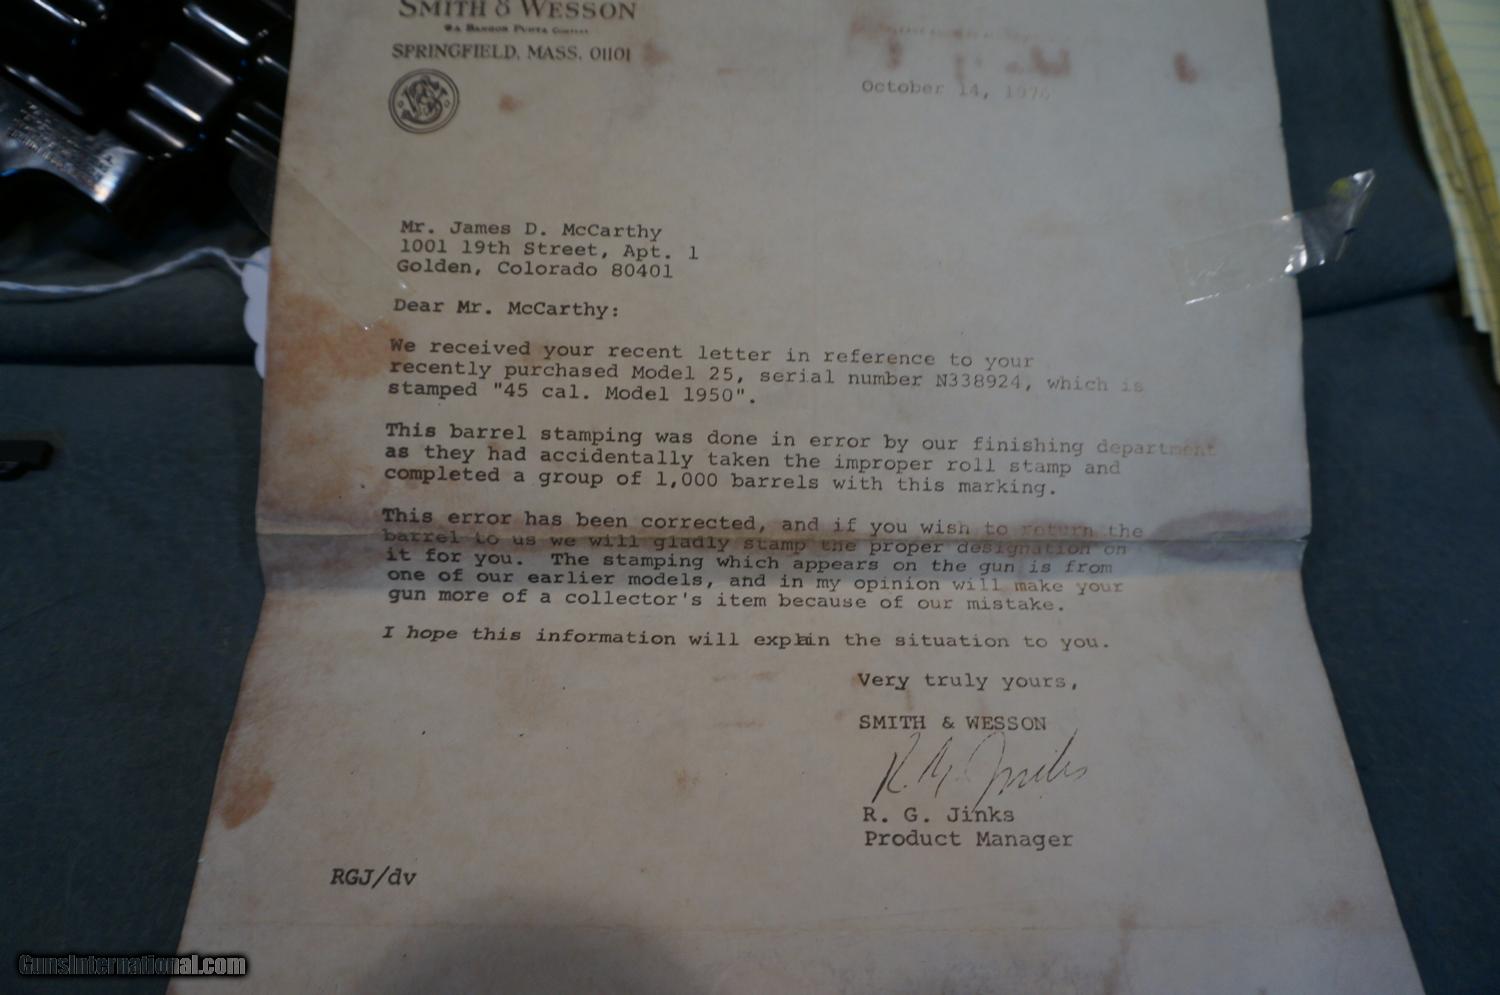 SMITH & WESSON
A BANGOR PUNTA COMPANY
SPRINGFIELD, MASS. 01101
October 14, 1976
Mr. James D. McCarthy
1001 19th Street, Apt. 1
Golden, Colorado 80401
Dear Mr. McCarthy:
We received your recent letter in reference to your
recently purchased Model 25, serial number N338924, which is
stamped "45 cal. Model 1950".
This barrel stamping was done in error by our finishing department
as they had accidentally taken the improper roll stamp and
completed a group of 1,000 barrels with this marking.
This error has been corrected, and if you wish to return the
barrel to us we will gladly stamp the proper designation on
it for you. The stamping which appears on the gun is from
one of our earlier models, and in my opinion will make your
gun more of a collector's item because of our mistake.
I hope this information will explain the situation to you.
Very truly yours,
SMITH & WESSON
R. G. Jinks
R. G. Jinks
Product Manager
RGJ/dv
GunsInternational.com